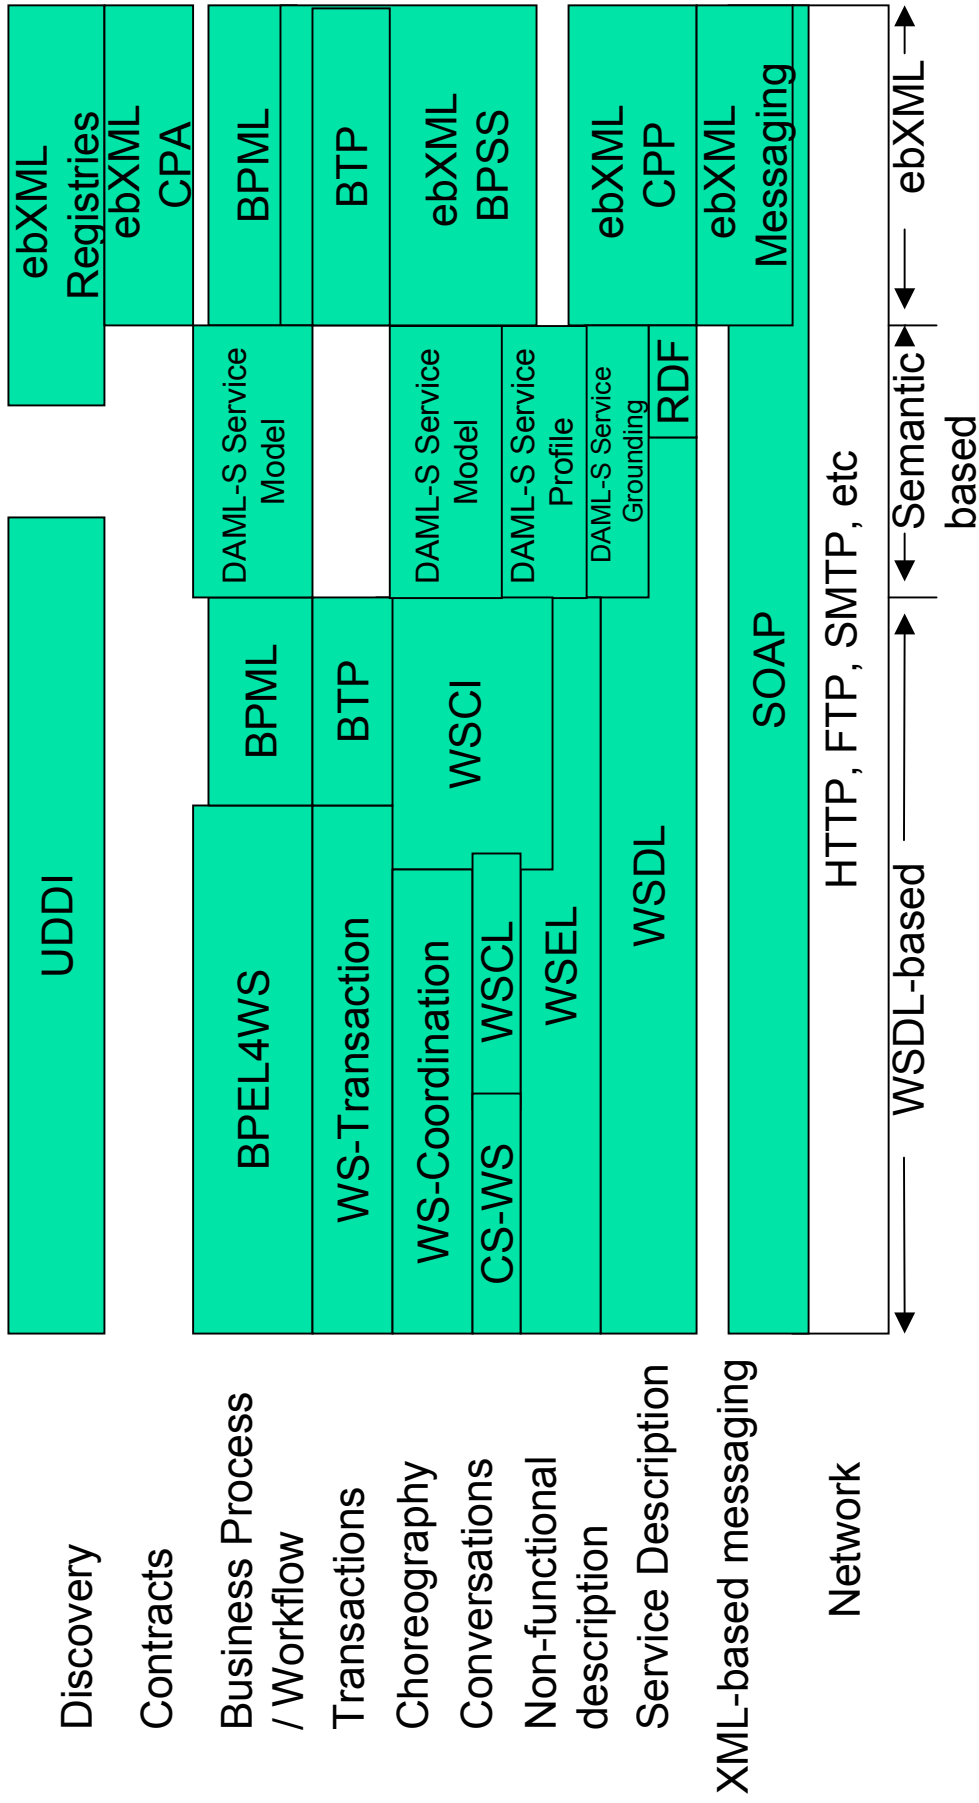 Discovery
UDDI
ebXML
Registries
Contracts
ebXML
CPA
Business Process
/ Workflow
BPEL4WS
BPML
DAML-S Service
Model
BPML
Transactions
WS-Transaction
BTP
BTP
Choreography
WS-Coordination
WSCI
DAML-S Service
Model
ebXML
BPSS
Conversations
CS-WS
WSCL
Non-functional
description
WSEL
DAML-S Service
Profile
Service Description
WSDL
DAML-S Service
Grounding
RDF
ebXML
CPP
XML-based messaging
SOAP
ebXML
Messaging
Network
HTTP, FTP, SMTP, etc
WSDL-based
Semantic
based
ebXML